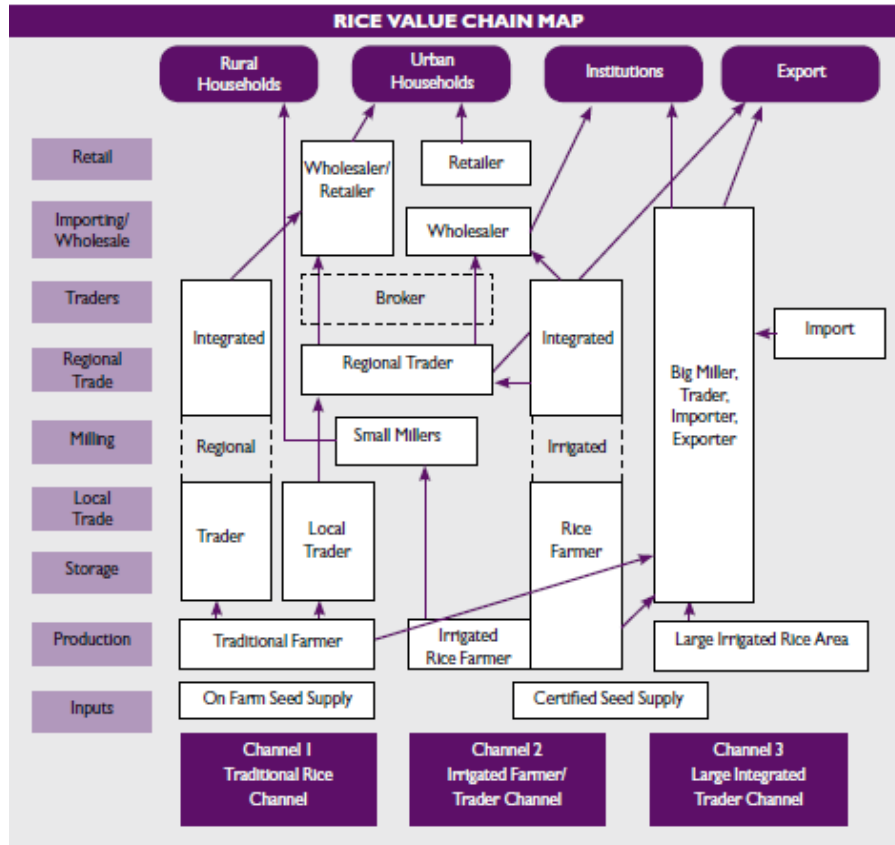 RICE VALUE CHAIN MAP
Rural
Households
Urban
Households
Institutions
Export
Retail
Wholesaler/
Retailer
Retailer
Importing/
Wholesale
Wholesaler
Traders
Broker
Integrated
Integrated
Import
Regional
Trade
Regional Trader
Big Miller,
Trader,
Importer,
Exporter
Milling
Regional
Small Millers
Irrigated
Local
Trade
Trader
Local
Trader
Rice
Farmer
Storage
Production
Traditional Farmer
Irrigated
Rice Farmer
Large Irrigated Rice Area
Inputs
On Farm Seed Supply
Certified Seed Supply
Channel 1
Traditional Rice
Channel
Channel 2
Irrigated Farmer/
Trader Channel
Channel 3
Large Integrated
Trader Channel